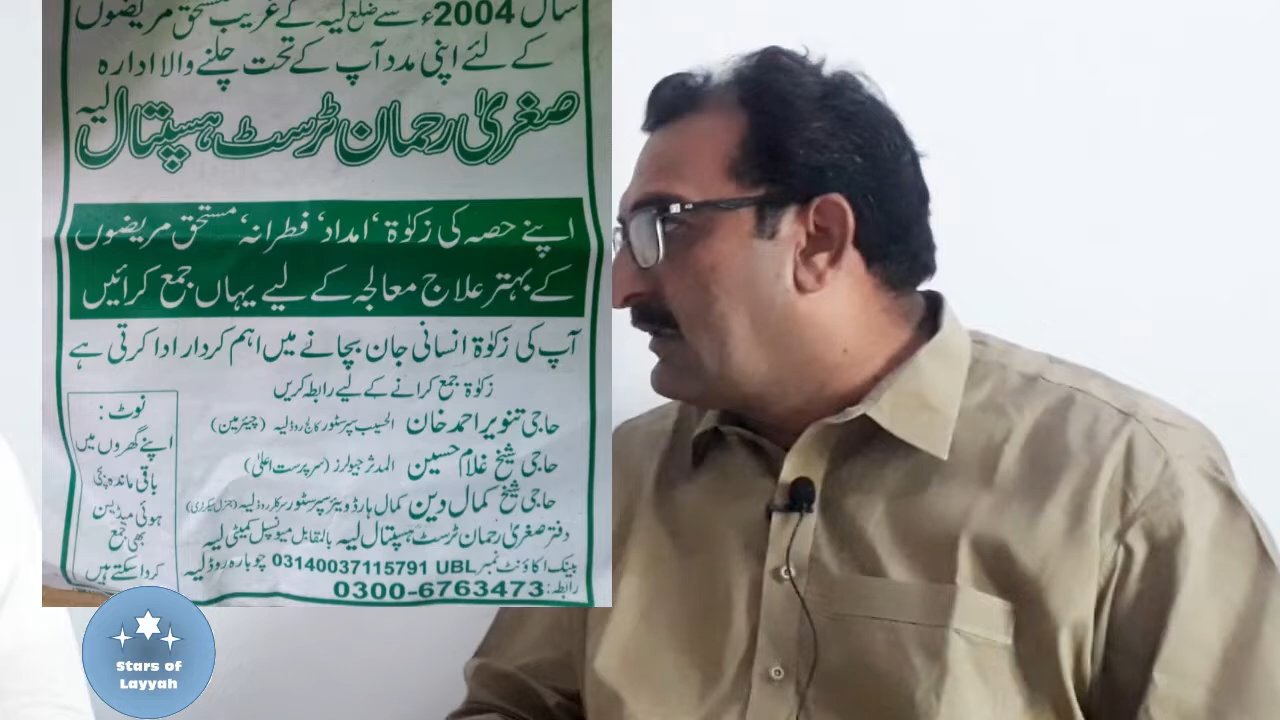 سال 2004ء سے ضلع لیہ کے غریب مستحق مریضوں
کے لئے اپنی مدد آپ کے تحت چلنے والا ادارہ
صغریٰ رحمان ٹرسٹ ہسپتال لیہ
اپنے حصہ کی زکوٰۃ، امداد، فطرانہ، مستحق مریضوں
کے بہتر علاج معالجہ کے لیے یہاں جمع کرائیں
آپ کی زکوٰۃ انسانی جان بچانے میں اہم کردار ادا کرتی ہے
زکوٰۃ جمع کرانے کے لیے رابطہ کریں
حاجی تنویر احمد خان الحسیب سپر سٹور کالج روڈ لیہ (چیئرمین)
حاجی شیخ غلام حسین المدثر جیولرز (سرپرست اعلیٰ)
حاجی شیخ کمال دین کمال ہارڈ ویئر سپر سٹور سرکلر روڈ لیہ (جنرل سیکرٹری)
دفتر صغریٰ رحمان ٹرسٹ ہسپتال لیہ بالمقابل میونسپل کمیٹی لیہ
بینک اکاؤنٹ نمبر 03140037115791 UBL چوبارہ روڈ لیہ
رابطہ: 0300-6763473
نوٹ:
اپنے گھروں میں
باقی ماندہ بچی
ہوئی میڈیسن
بھی جمع
کروا سکتے ہیں
Stars of
Layyah